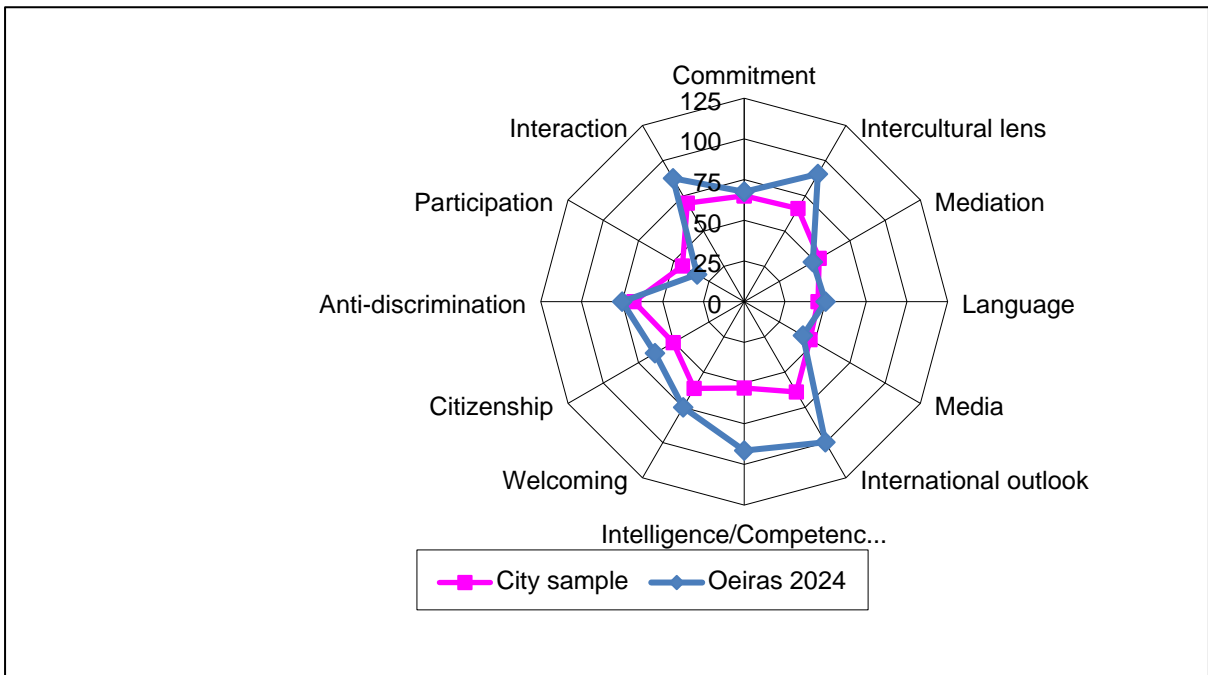 Commitment
125
Interaction
Intercultural lens
100
75
Participation
Mediation
50
25
Anti-discrimination
0
Language
Citizenship
Media
Welcoming
International outlook
Intelligence/Competenc...
City sample
Oeiras 2024